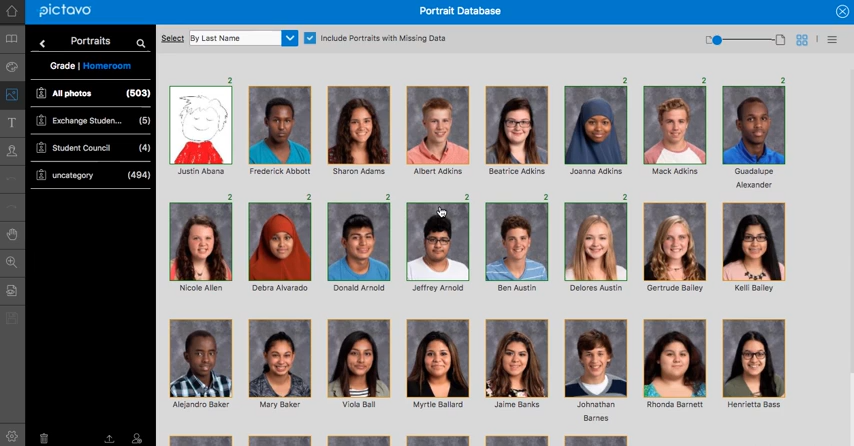 pictavo
Portrait Database
Portraits
Select
By Last Name
Include Portraits with Missing Data
Grade | Homeroom
All photos (503)
Exchange Studen... (5)
Student Council (4)
uncategory (494)
T
2
2
2
2
Justin Abana
Frederick Abbott
Sharon Adams
Albert Adkins
Beatrice Adkins
Joanna Adkins
Mack Adkins
Guadalupe
Alexander
2
2
2
2
2
2
Nicole Allen
Debra Alvarado
Donald Arnold
Jeffrey Arnold
Ben Austin
Delores Austin
Gertrude Bailey
Kelli Bailey
Alejandro Baker
Mary Baker
Viola Ball
Myrtle Ballard
Jaime Banks
Johnathan
Barnes
Rhonda Barnett
Henrietta Bass